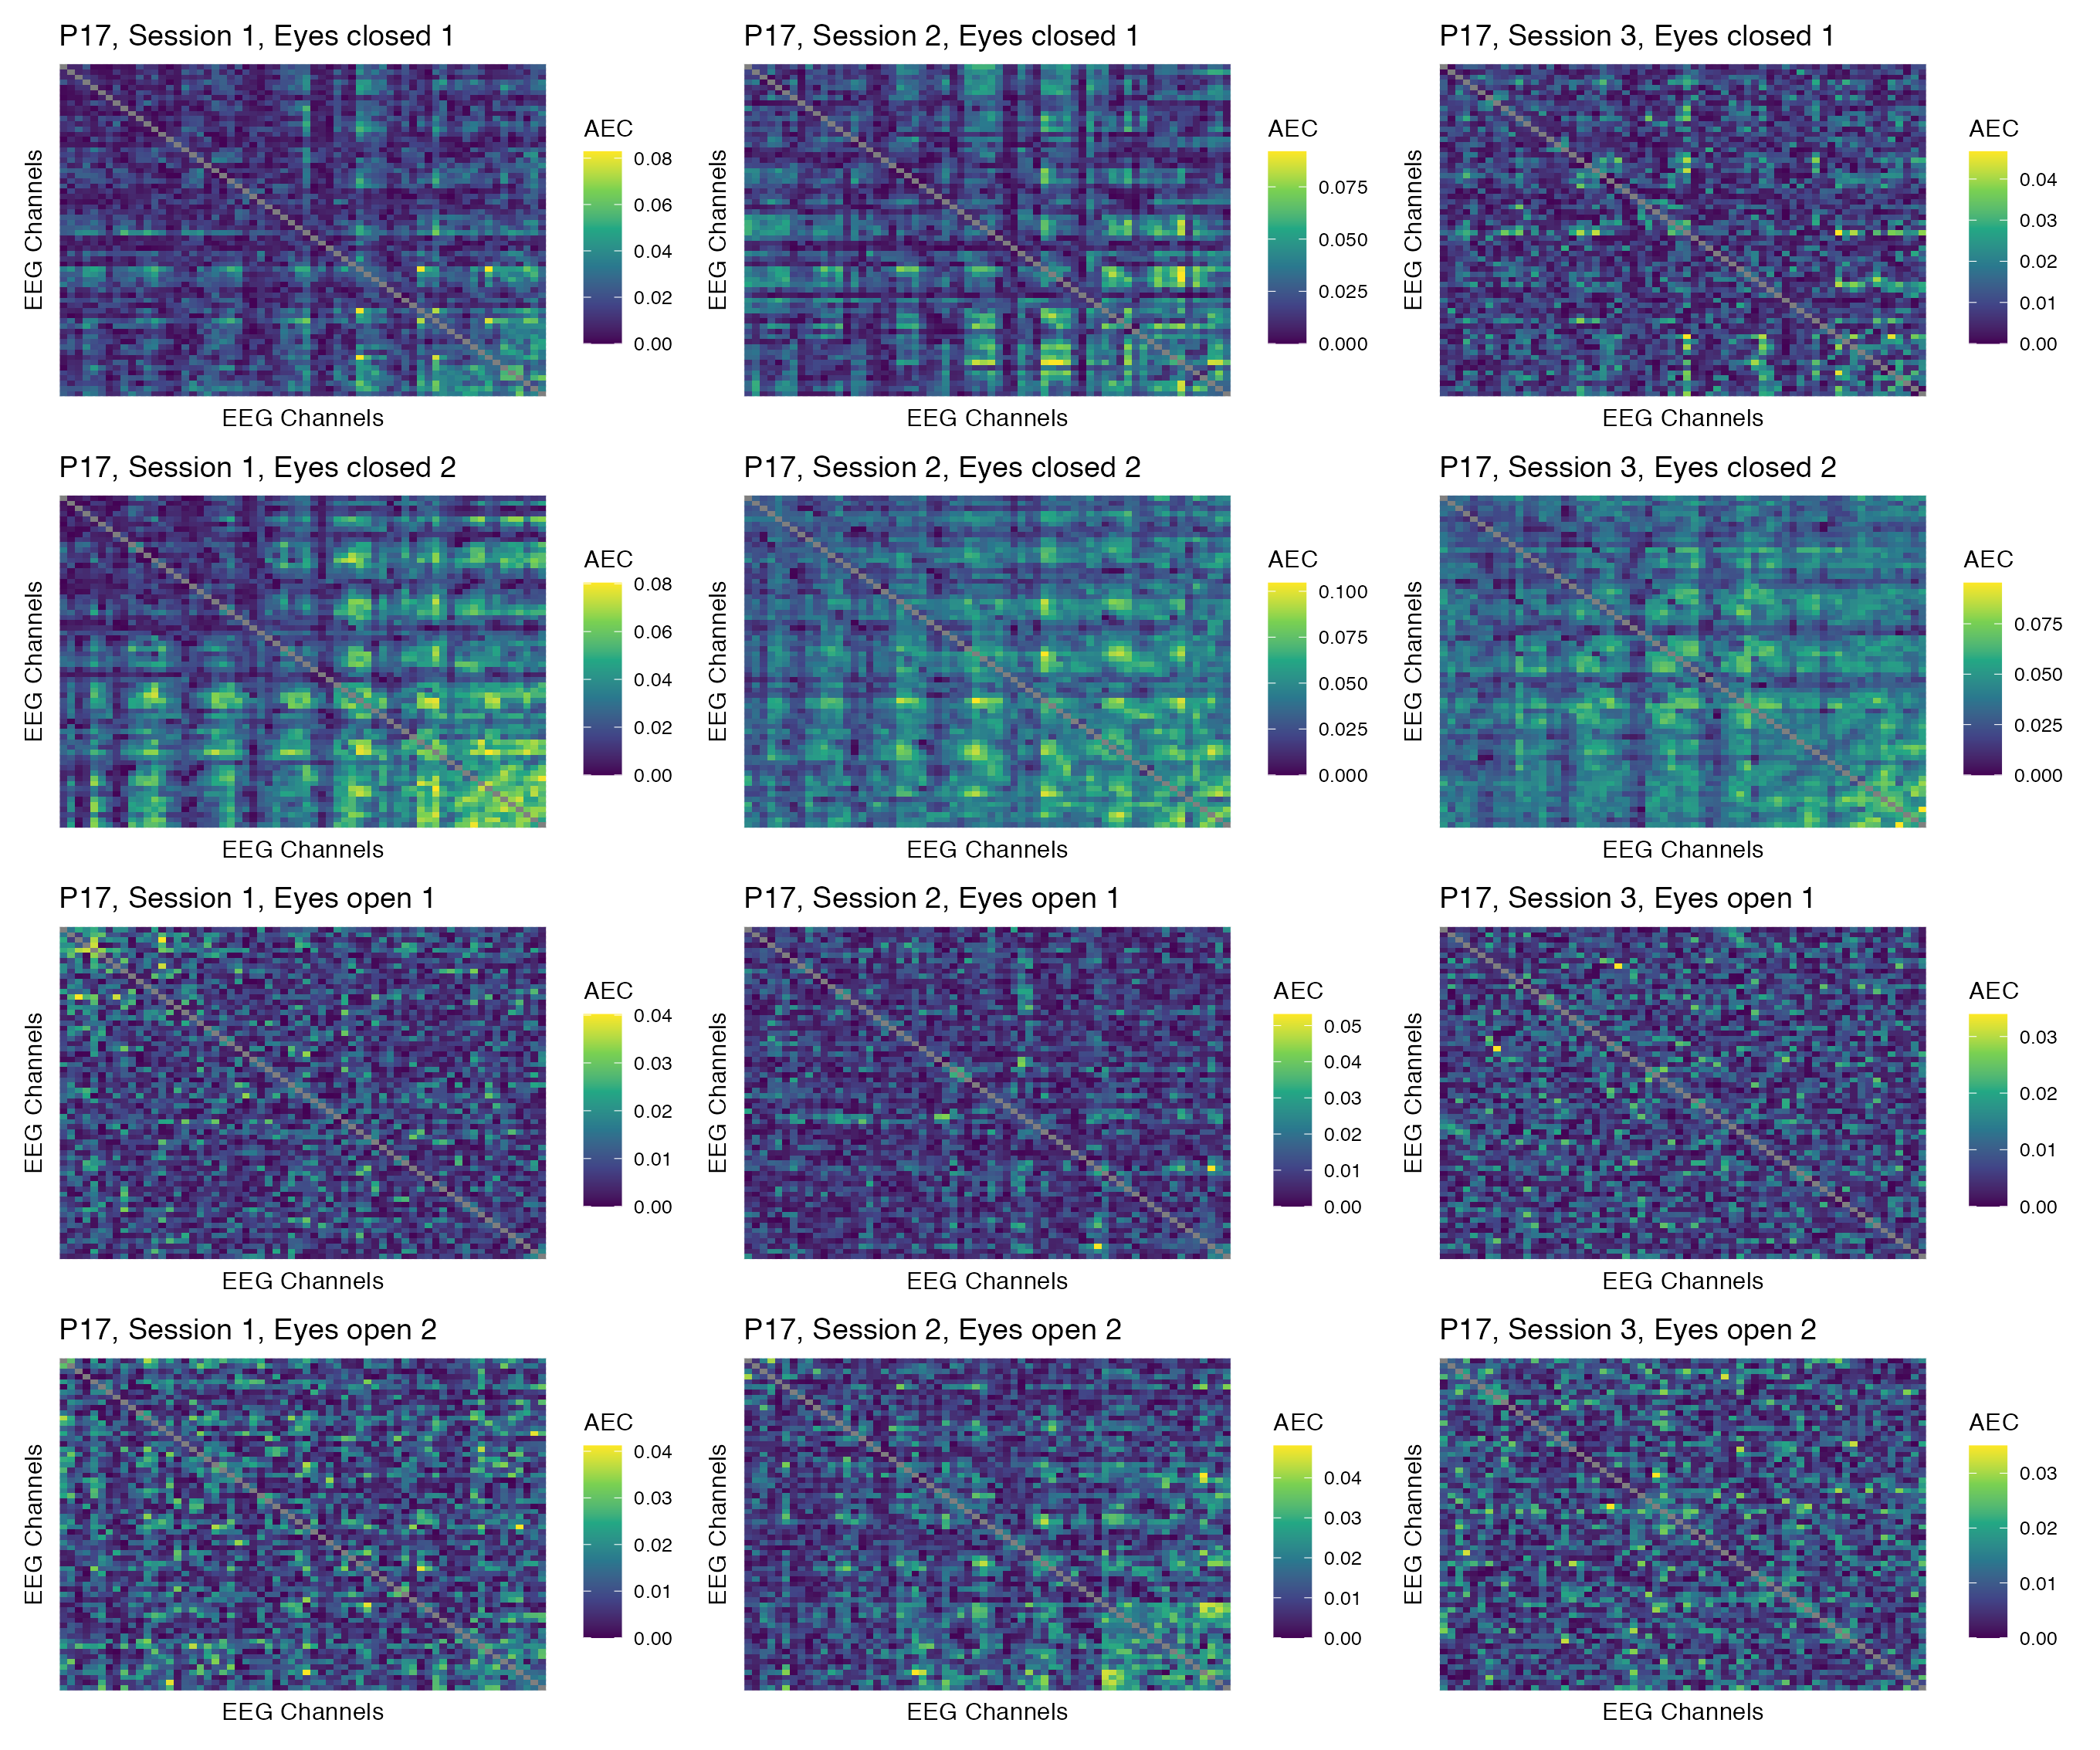 P17, Session 1, Eyes closed 1
EEG Channels
EEG Channels
AEC
0.08
0.06
0.04
0.02
0.00
P17, Session 2, Eyes closed 1
EEG Channels
EEG Channels
AEC
0.075
0.050
0.025
0.000
P17, Session 3, Eyes closed 1
EEG Channels
EEG Channels
AEC
0.04
0.03
0.02
0.01
0.00
P17, Session 1, Eyes closed 2
EEG Channels
EEG Channels
AEC
0.08
0.06
0.04
0.02
0.00
P17, Session 2, Eyes closed 2
EEG Channels
EEG Channels
AEC
0.100
0.075
0.050
0.025
0.000
P17, Session 3, Eyes closed 2
EEG Channels
EEG Channels
AEC
0.075
0.050
0.025
0.000
P17, Session 1, Eyes open 1
EEG Channels
EEG Channels
AEC
0.04
0.03
0.02
0.01
0.00
P17, Session 2, Eyes open 1
EEG Channels
EEG Channels
AEC
0.05
0.04
0.03
0.02
0.01
0.00
P17, Session 3, Eyes open 1
EEG Channels
EEG Channels
AEC
0.03
0.02
0.01
0.00
P17, Session 1, Eyes open 2
EEG Channels
EEG Channels
AEC
0.04
0.03
0.02
0.01
0.00
P17, Session 2, Eyes open 2
EEG Channels
EEG Channels
AEC
0.04
0.03
0.02
0.01
0.00
P17, Session 3, Eyes open 2
EEG Channels
EEG Channels
AEC
0.03
0.02
0.01
0.00